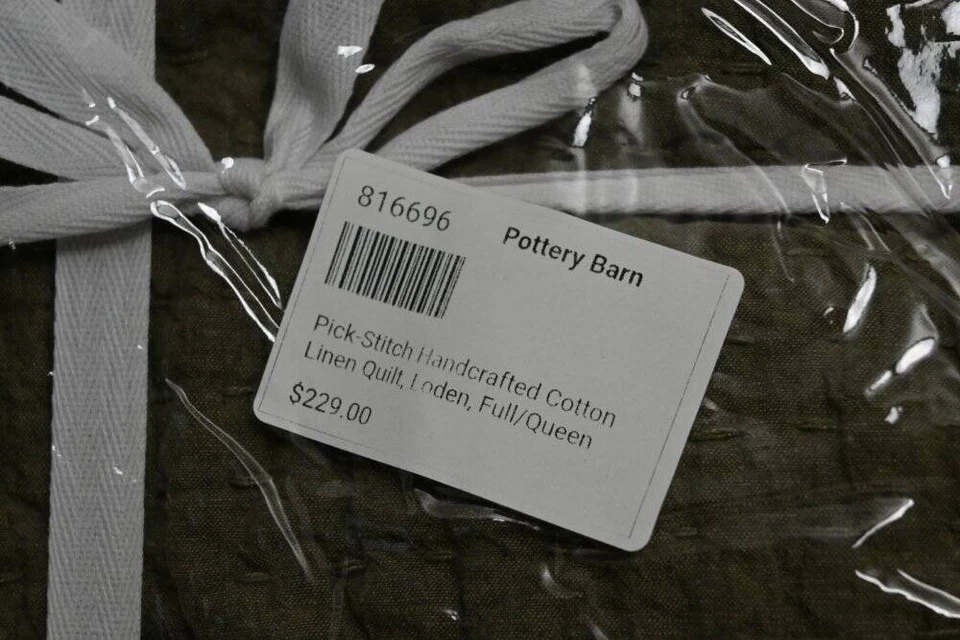 816696
Pottery Barn
Pick-Stitch Handcrafted Cotton
Linen Quilt, Loden, Full/Queen
$229.00